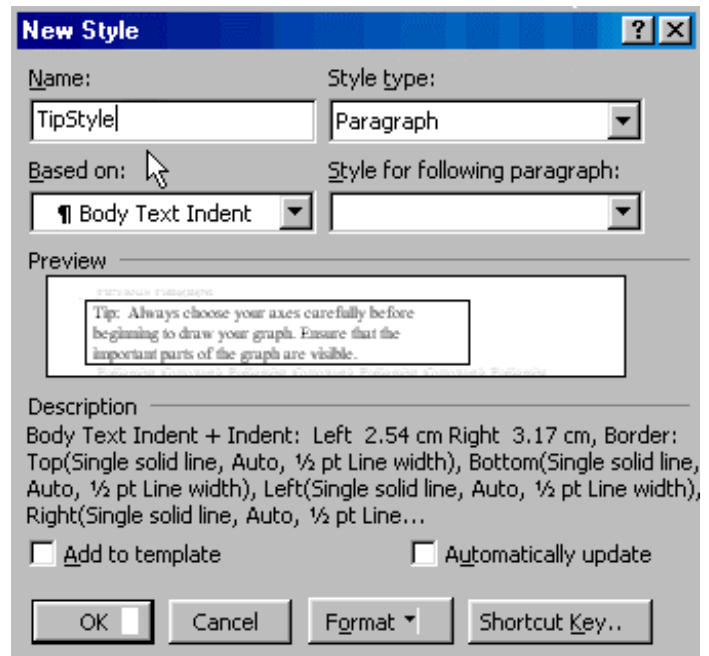 New Style
Name:
Style type:
TipStyle
Paragraph
Based on:
Style for following paragraph:
¶ Body Text Indent
Preview
Tip: Always choose your axes carefully before
beginning to draw your graph. Ensure that the
important parts of the graph are visible.
Description
Body Text Indent + Indent: Left 2.54 cm Right 3.17 cm, Border:
Top(Single solid line, Auto, ½ pt Line width), Bottom(Single solid line,
Auto, ½ pt Line width), Left(Single solid line, Auto, ½ pt Line width),
Right(Single solid line, Auto, ½ pt Line...
Add to template
Automatically update
OK
Cancel
Format
Shortcut Key..